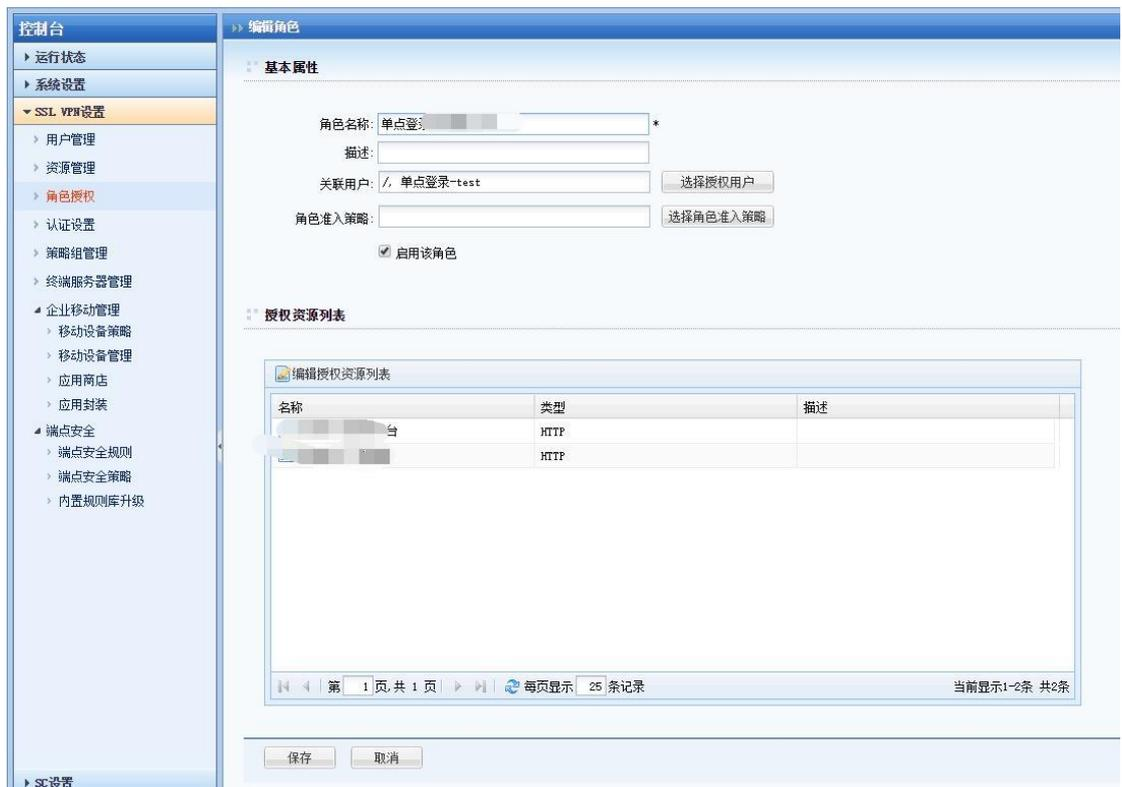 控制台
运行状态
系统设置
SSL VPN设置
用户管理
资源管理
角色授权
认证设置
策略组管理
终端服务器管理
企业移动管理
移动设备策略
移动设备管理
应用商店
应用封装
端点安全
端点安全规则
端点安全策略
内置规则库升级
SC设置
编辑角色
基本属性
角色名称: 单点登 *
描述:
关联用户: /, 单点登录-test 选择授权用户
角色准入策略: 选择角色准入策略
启用该角色
授权资源列表
编辑授权资源列表
名称 类型 描述
台 HTTP
HTTP
第 1 页,共 1 页 每页显示 25 条记录 当前显示1-2条 共2条
保存 取消